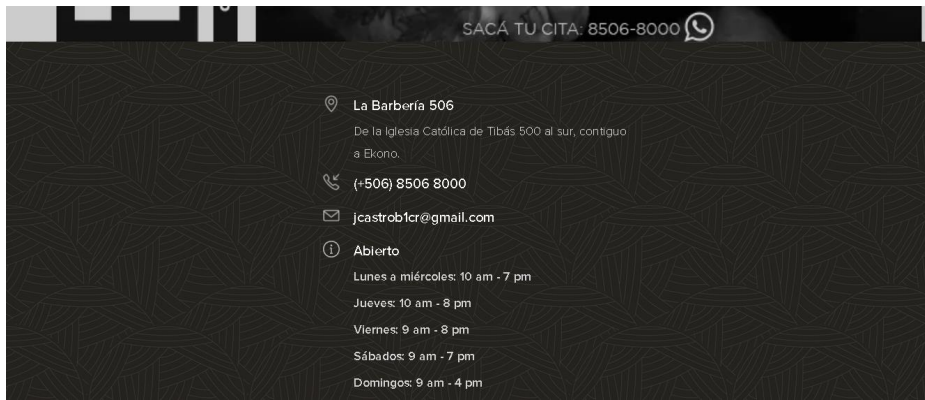 SACÁ TU CITA: 8506-8000
La Barbería 506
De la Iglesia Católica de Tibás 500 al sur, contiguo
a Ekono.
(+506) 8506 8000
jcastrob1cr@gmail.com
Abierto
Lunes a miércoles: 10 am - 7 pm
Jueves: 10 am - 8 pm
Viernes: 9 am - 8 pm
Sábados: 9 am - 7 pm
Domingos: 9 am - 4 pm